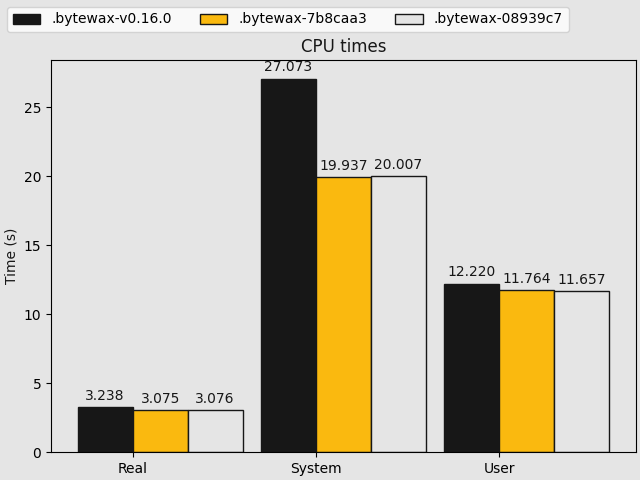 .bytewax-v0.16.0 .bytewax-7b8caa3 .bytewax-08939c7
CPU times
Time (s)
25
20
15
10
5
0
27.073
19.937 20.007
12.220 11.764 11.657
3.238 3.075 3.076
Real System User